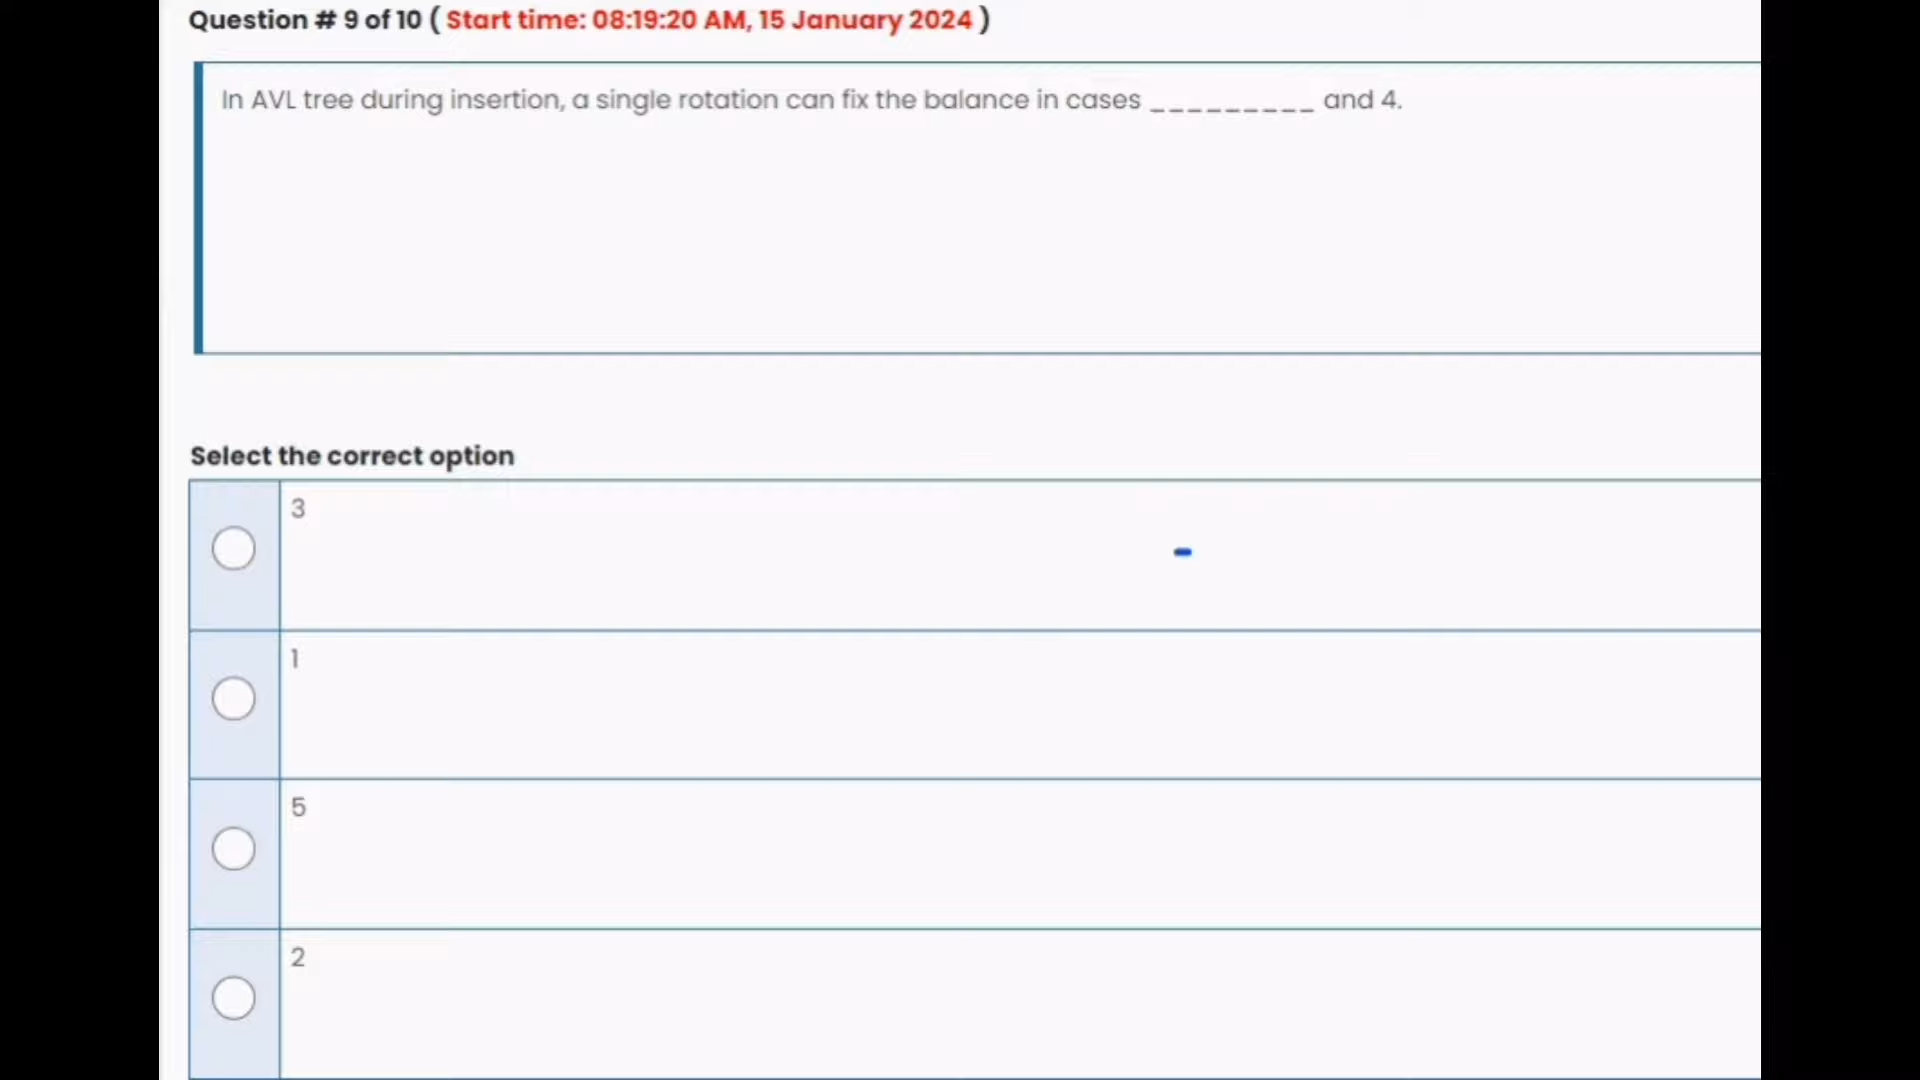 Question # 9 of 10 ( Start time: 08:19:20 AM, 15 January 2024 )
In AVL tree during insertion, a single rotation can fix the balance in cases _________ and 4.
Select the correct option
3
1
5
2